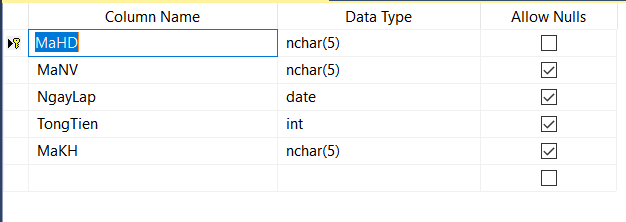 Column Name Data Type Allow Nulls
MaHD nchar(5)
MaNV nchar(5)
NgayLap date
TongTien int
MaKH nchar(5)